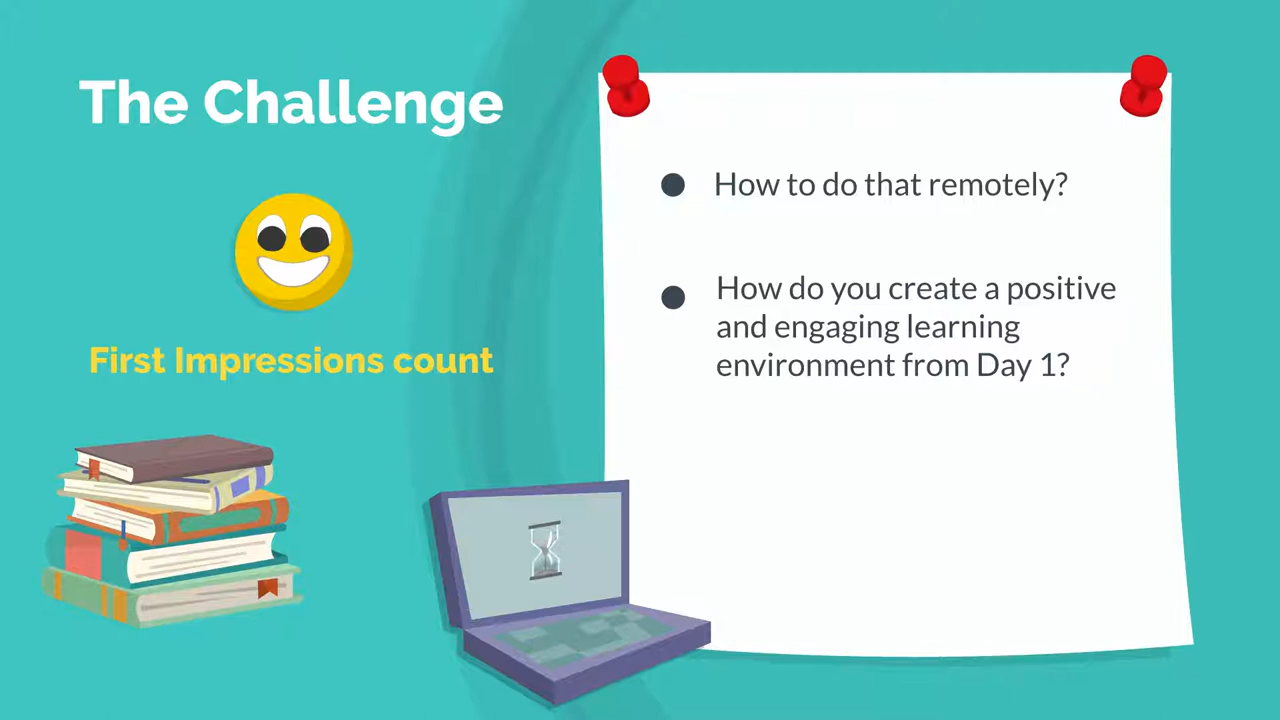 The Challenge
First Impressions count
How to do that remotely?
How do you create a positive
and engaging learning
environment from Day 1?